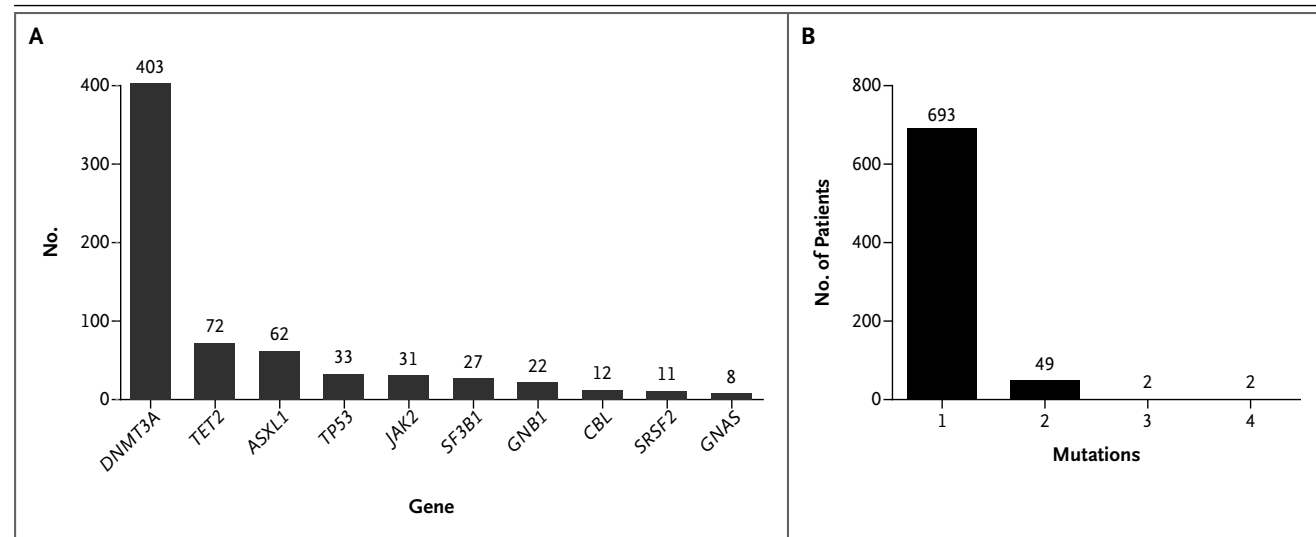 A
403
400
300
200
100
0
No.
72
62
33
31
27
22
12
11
8
DNMT3A
TET2
ASXL1
TP53
JAK2
SF3B1
GNB1
CBL
SRSF2
GNAS
Gene
B
800
600
400
200
0
No. of Patients
693
49
2
2
1
2
3
4
Mutations